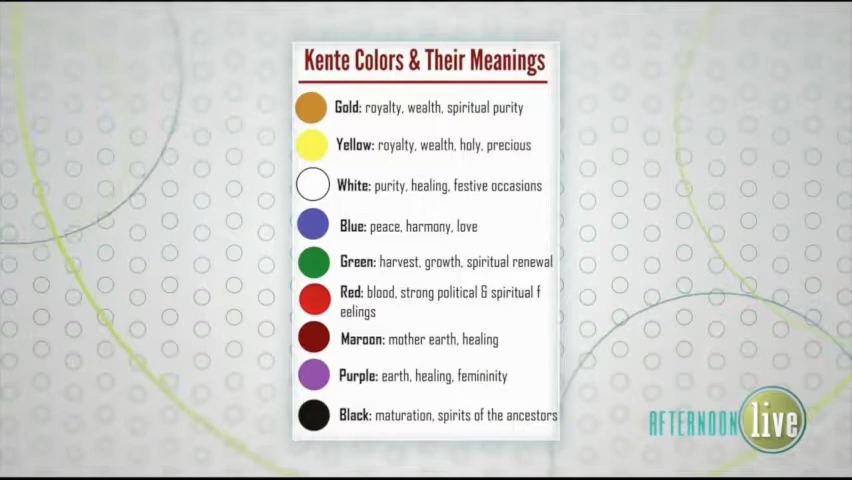 Kente Colors & Their Meanings
Gold: royalty, wealth, spiritual purity
Yellow: royalty, wealth, holy, precious
White: purity, healing, festive occasions
Blue: peace, harmony, love
Green: harvest, growth, spiritual renewal
Red: blood, strong political & spiritual f
eelings
Maroon: mother earth, healing
Purple: earth, healing, femininity
Black: maturation, spirits of the ancestors
AFTERNOON live